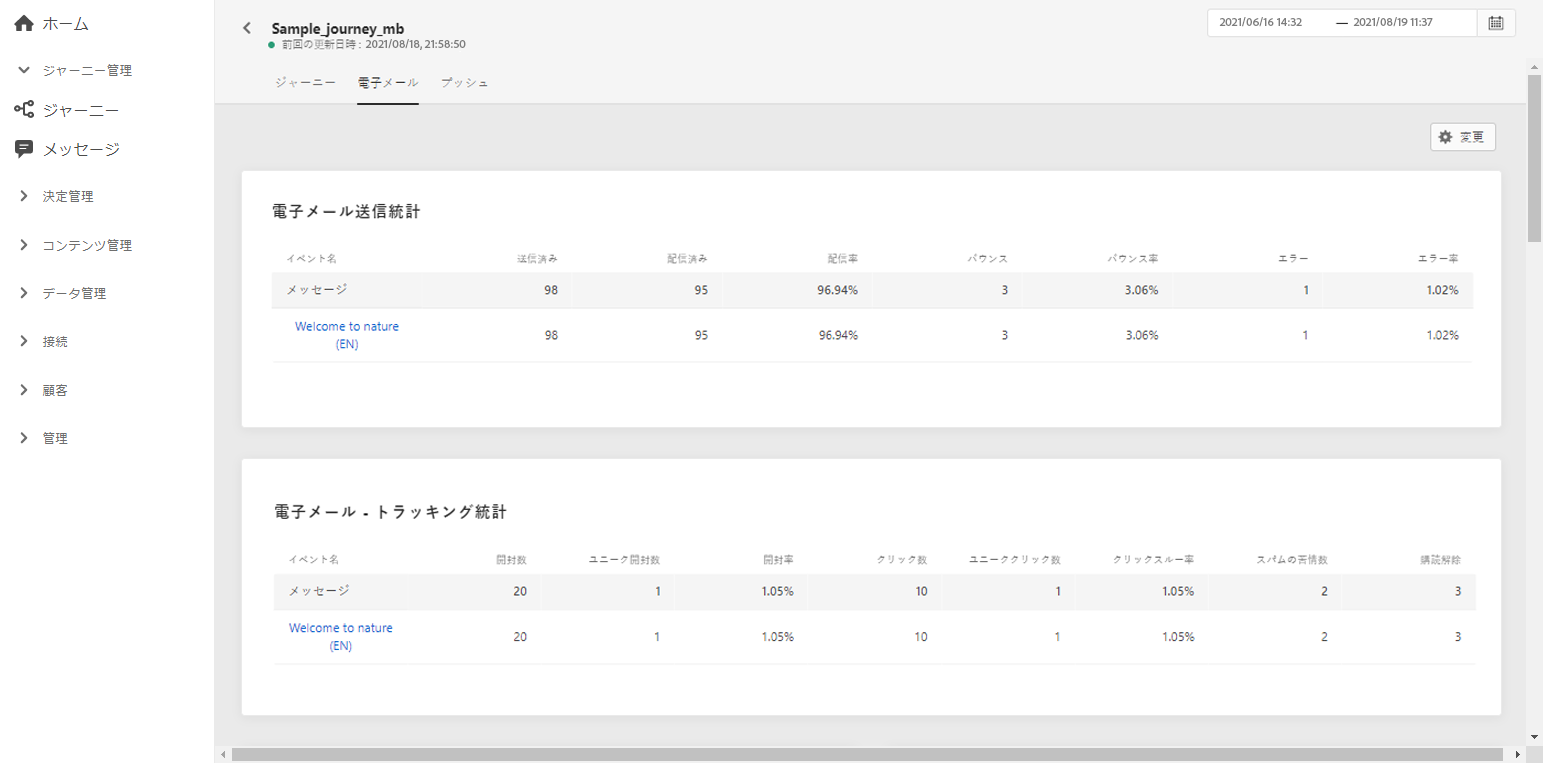 ホーム
ジャーニー管理
ジャーニー
メッセージ
決定管理
コンテンツ管理
データ管理
接続
顧客
管理
Sample_journey_mb
前回の更新日時 : 2021/08/18, 21:58:50
2021/06/16 14:32 — 2021/08/19 11:37
ジャーニー 電子メール プッシュ
変更
電子メール送信統計
イベント名 送信済み 配信済み 配信率 バウンス バウンス率 エラー エラー率
メッセージ 98 95 96.94% 3 3.06% 1 1.02%
Welcome to nature 98 95 96.94% 3 3.06% 1 1.02%
(EN)
電子メール - トラッキング統計
イベント名 開封数 ユニーク開封数 開封率 クリック数 ユニーククリック数 クリックスルー率 スパムの苦情数 購読解除
メッセージ 20 1 1.05% 10 1 1.05% 2 3
Welcome to nature 20 1 1.05% 10 1 1.05% 2 3
(EN)